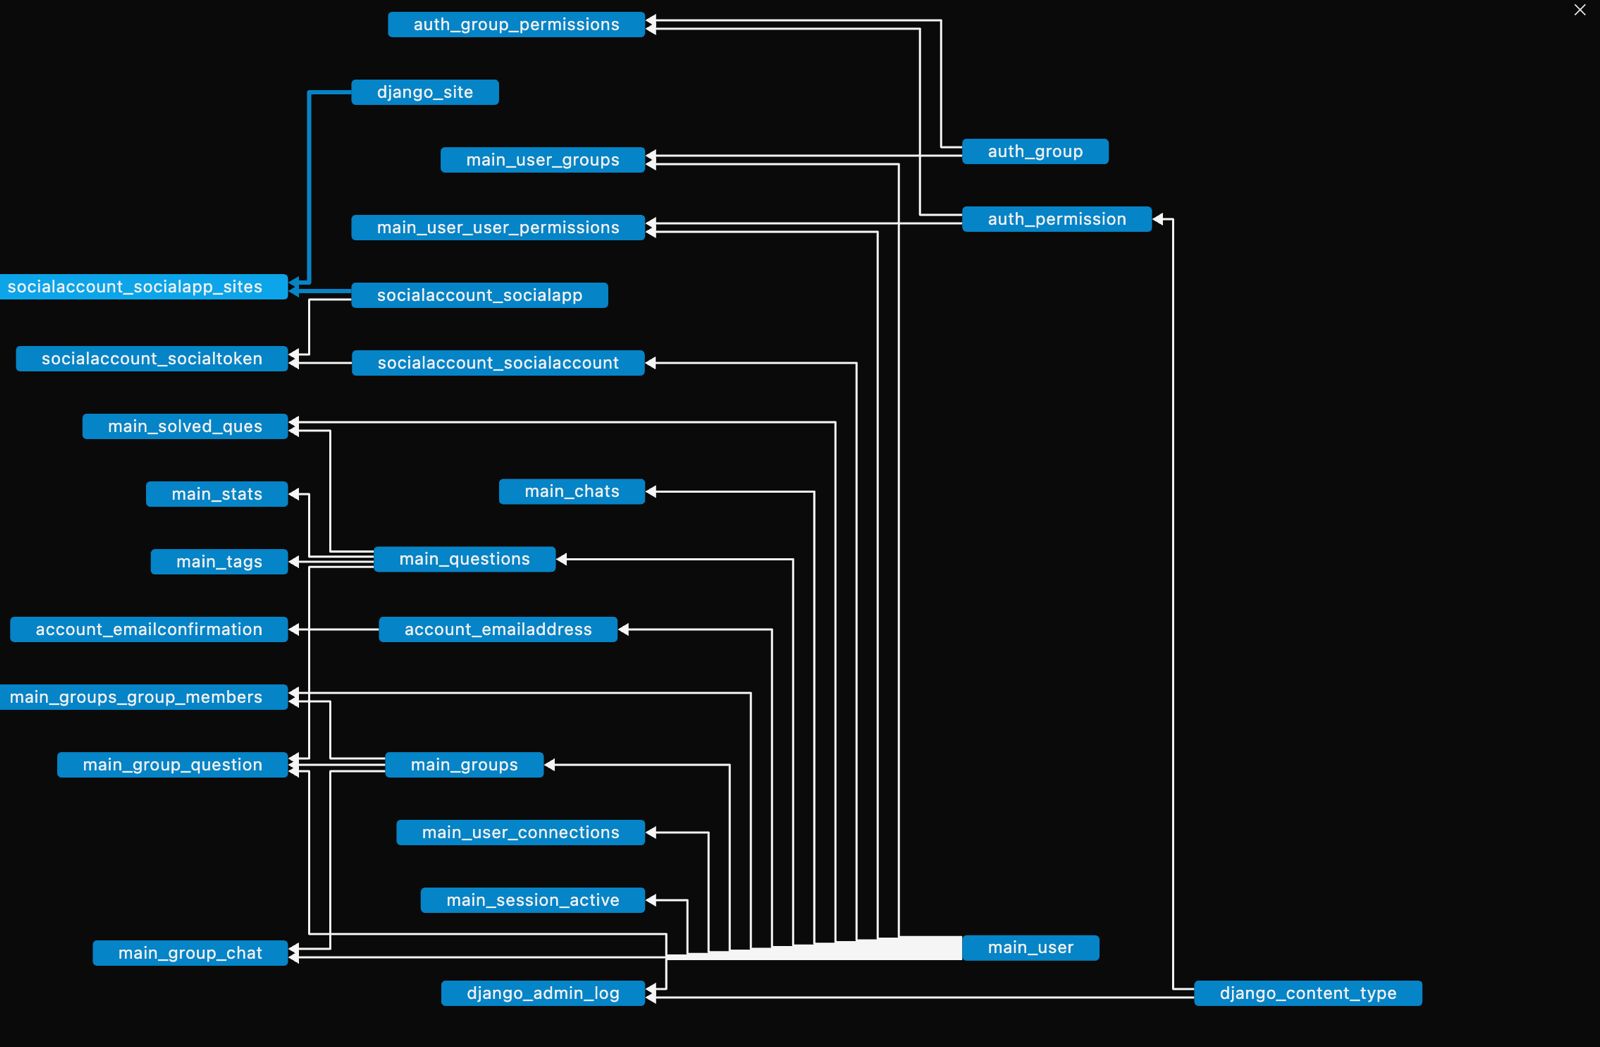 auth_group_permissions
django_site
auth_group
main_user_groups
auth_permission
main_user_user_permissions
socialaccount_socialapp_sites
socialaccount_socialapp
socialaccount_socialtoken
socialaccount_socialaccount
main_solved_ques
main_stats
main_chats
main_tags
main_questions
account_emailconfirmation
account_emailaddress
main_groups_group_members
main_group_question
main_groups
main_user_connections
main_session_active
main_group_chat
main_user
django_admin_log
django_content_type